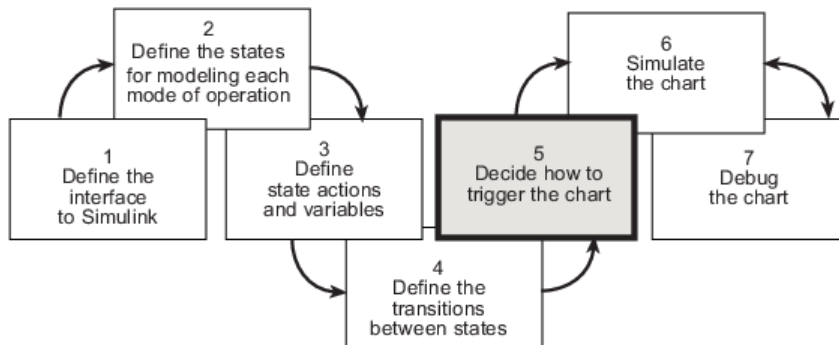 1
Define the
interface
to Simulink
2
Define the states
for modeling each
mode of operation
3
Define
state actions
and variables
4
Define the
transitions
between states
5
Decide how to
trigger the chart
6
Simulate
the chart
7
Debug
the chart